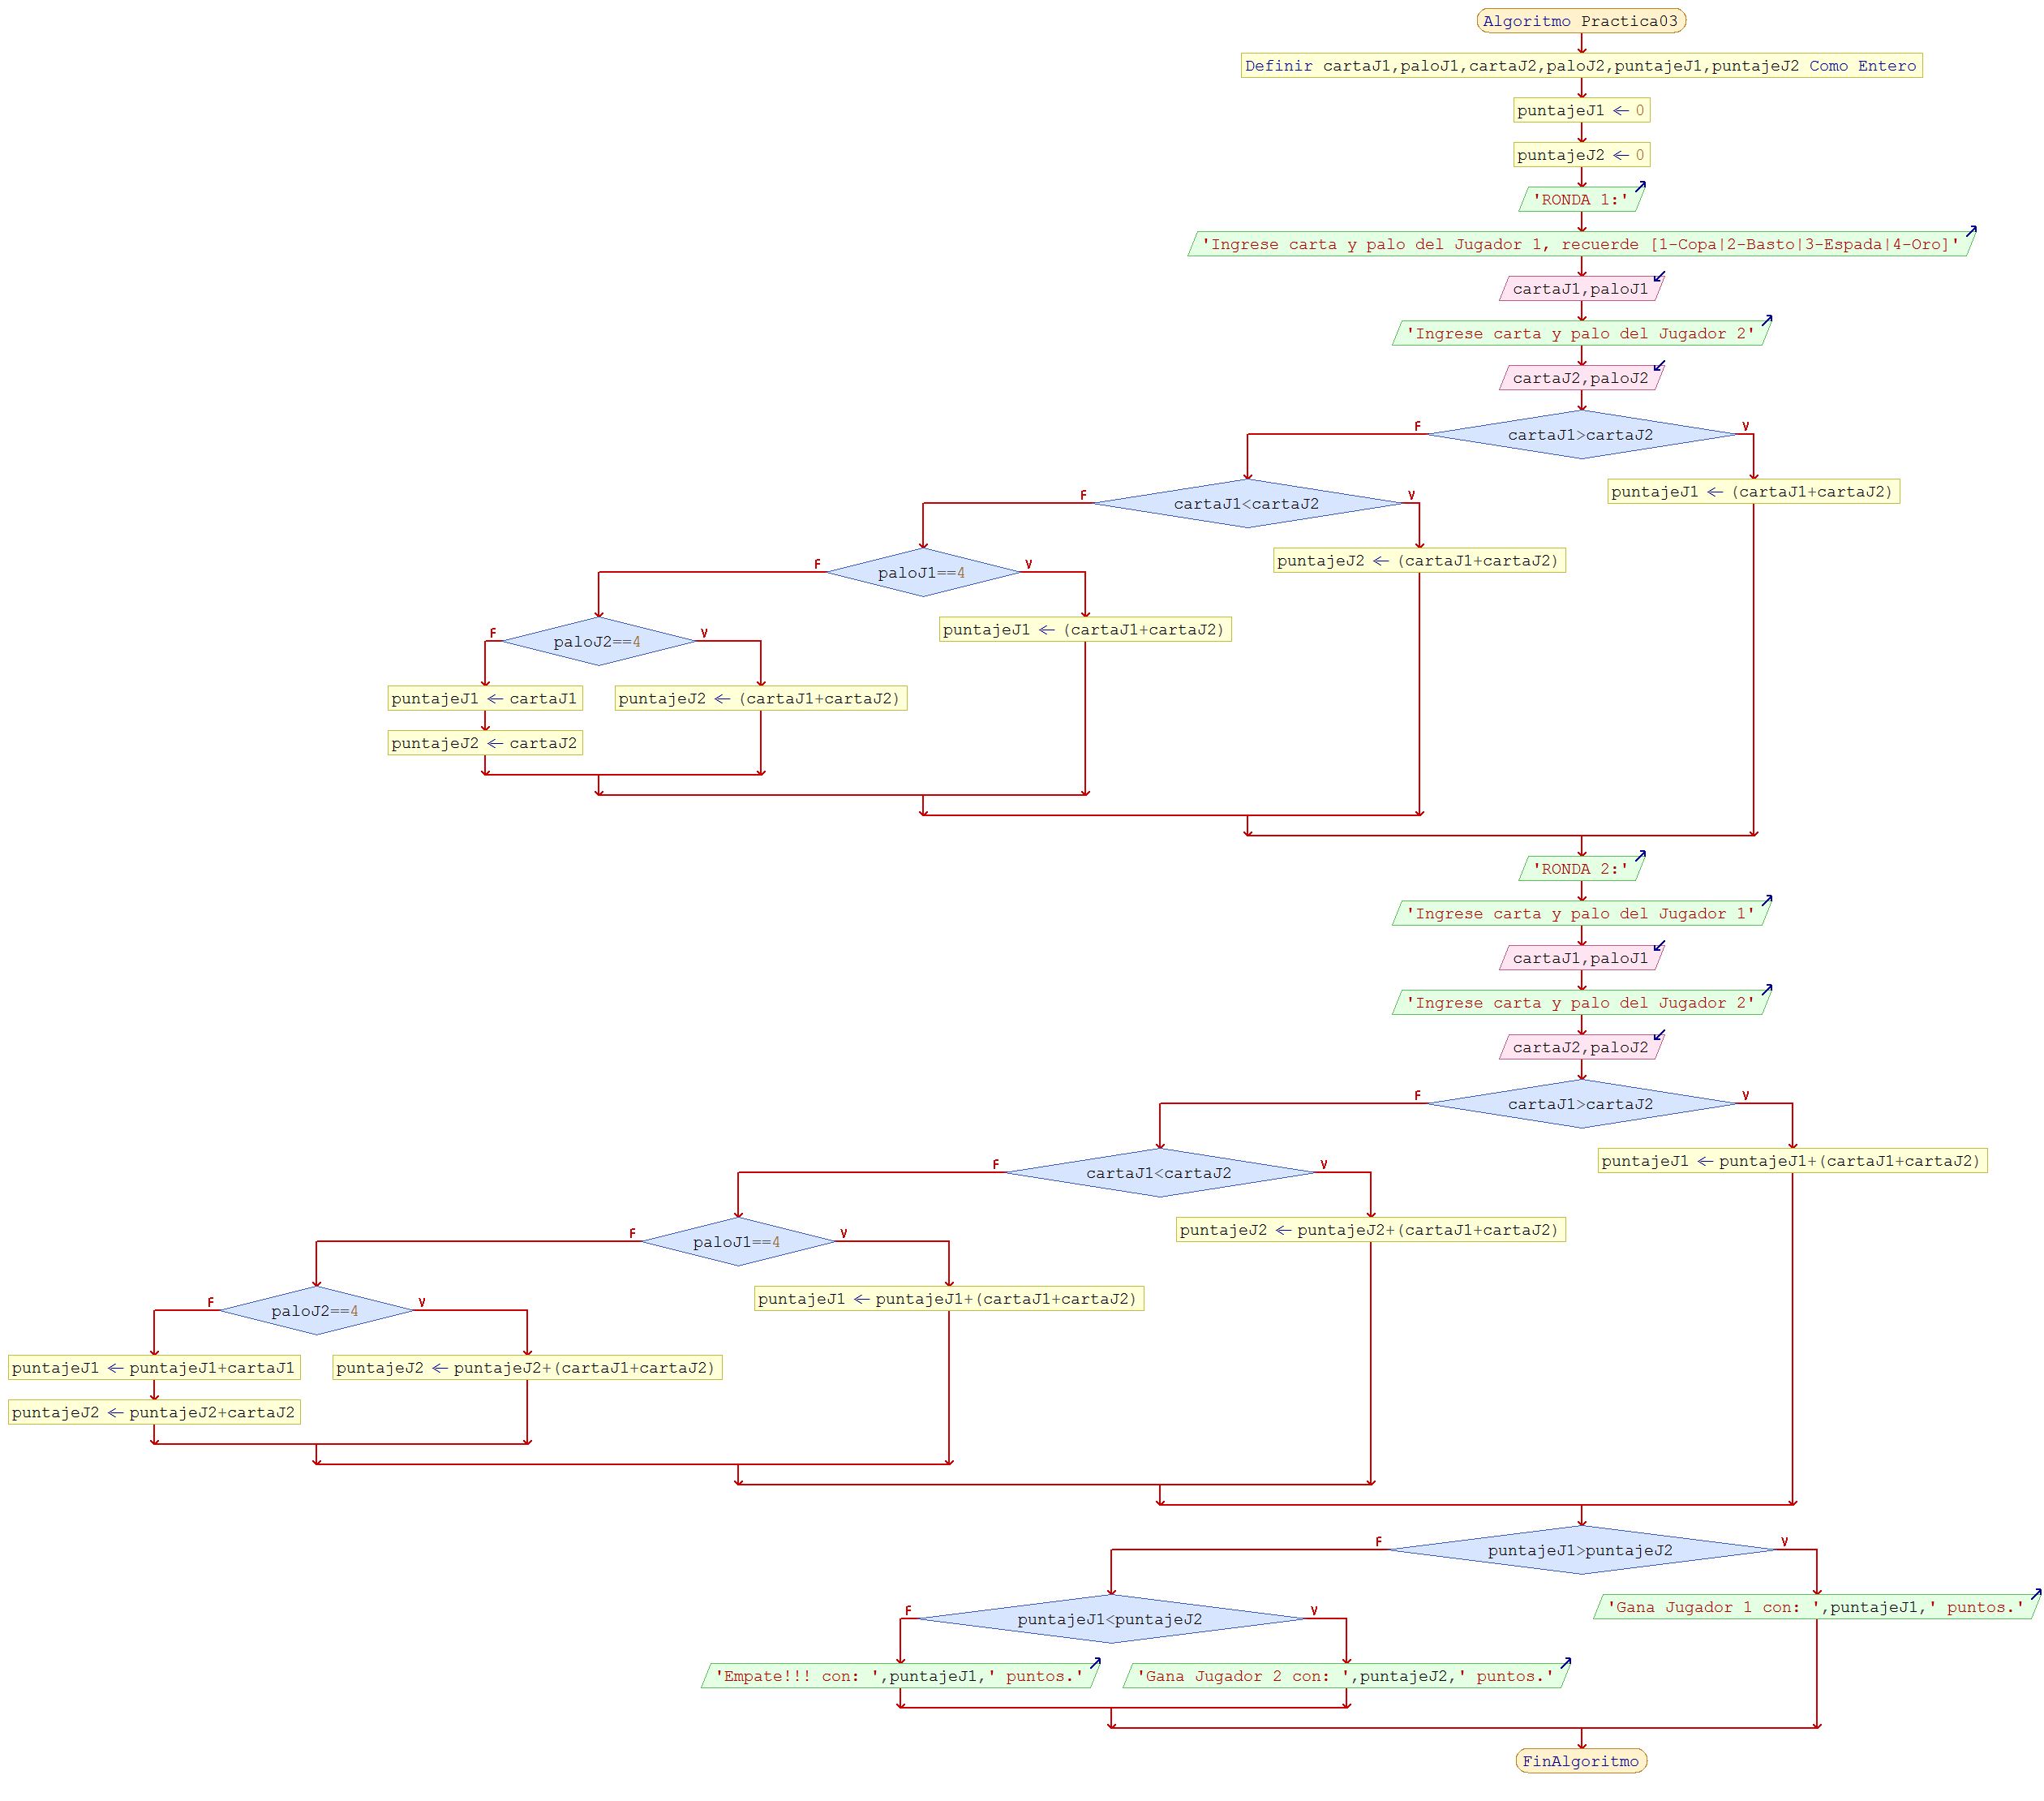 Algoritmo Practica03
Definir cartaJ1,paloJ1,cartaJ2,paloJ2,puntajeJ1,puntajeJ2 Como Entero
puntajeJ1 ← 0
puntajeJ2 ← 0
'RONDA 1:'
'Ingrese carta y palo del Jugador 1, recuerde [1-Copa|2-Basto|3-Espada|4-Oro]'
cartaJ1,paloJ1
'Ingrese carta y palo del Jugador 2'
cartaJ2,paloJ2
F
cartaJ1>cartaJ2
V
F
cartaJ1<cartaJ2
V
puntajeJ1 ← (cartaJ1+cartaJ2)
F
paloJ1==4
V
puntajeJ2 ← (cartaJ1+cartaJ2)
F
paloJ2==4
V
puntajeJ1 ← (cartaJ1+cartaJ2)
puntajeJ1 ← cartaJ1
puntajeJ2 ← (cartaJ1+cartaJ2)
puntajeJ2 ← cartaJ2
'RONDA 2:'
'Ingrese carta y palo del Jugador 1'
cartaJ1,paloJ1
'Ingrese carta y palo del Jugador 2'
cartaJ2,paloJ2
F
cartaJ1>cartaJ2
V
F
cartaJ1<cartaJ2
V
puntajeJ1 ← puntajeJ1+(cartaJ1+cartaJ2)
F
paloJ1==4
V
puntajeJ2 ← puntajeJ2+(cartaJ1+cartaJ2)
F
paloJ2==4
V
puntajeJ1 ← puntajeJ1+(cartaJ1+cartaJ2)
puntajeJ1 ← puntajeJ1+cartaJ1
puntajeJ2 ← puntajeJ2+(cartaJ1+cartaJ2)
puntajeJ2 ← puntajeJ2+cartaJ2
F
puntajeJ1>puntajeJ2
V
F
puntajeJ1<puntajeJ2
V
'Gana Jugador 1 con: ',puntajeJ1,' puntos.'
'Empate!!! con: ',puntajeJ1,' puntos.'
'Gana Jugador 2 con: ',puntajeJ2,' puntos.'
FinAlgoritmo